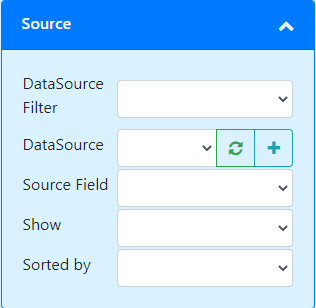 Source
DataSource
Filter
DataSource
Source Field
Show
Sorted by